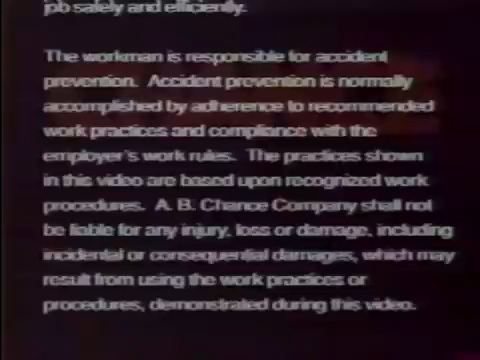 job safely and efficiently.
The workman is responsible for accident
prevention. Accident prevention is normally
accomplished by adherence to recommended
work practices and compliance with the
employer's work rules. The practices shown
in this video are based upon recognized work
procedures. A. B. Chance Company shall not
be liable for any injury, loss or damage, including
incidental or consequential damages, which may
result from using the work practices or
procedures, demonstrated during this video.